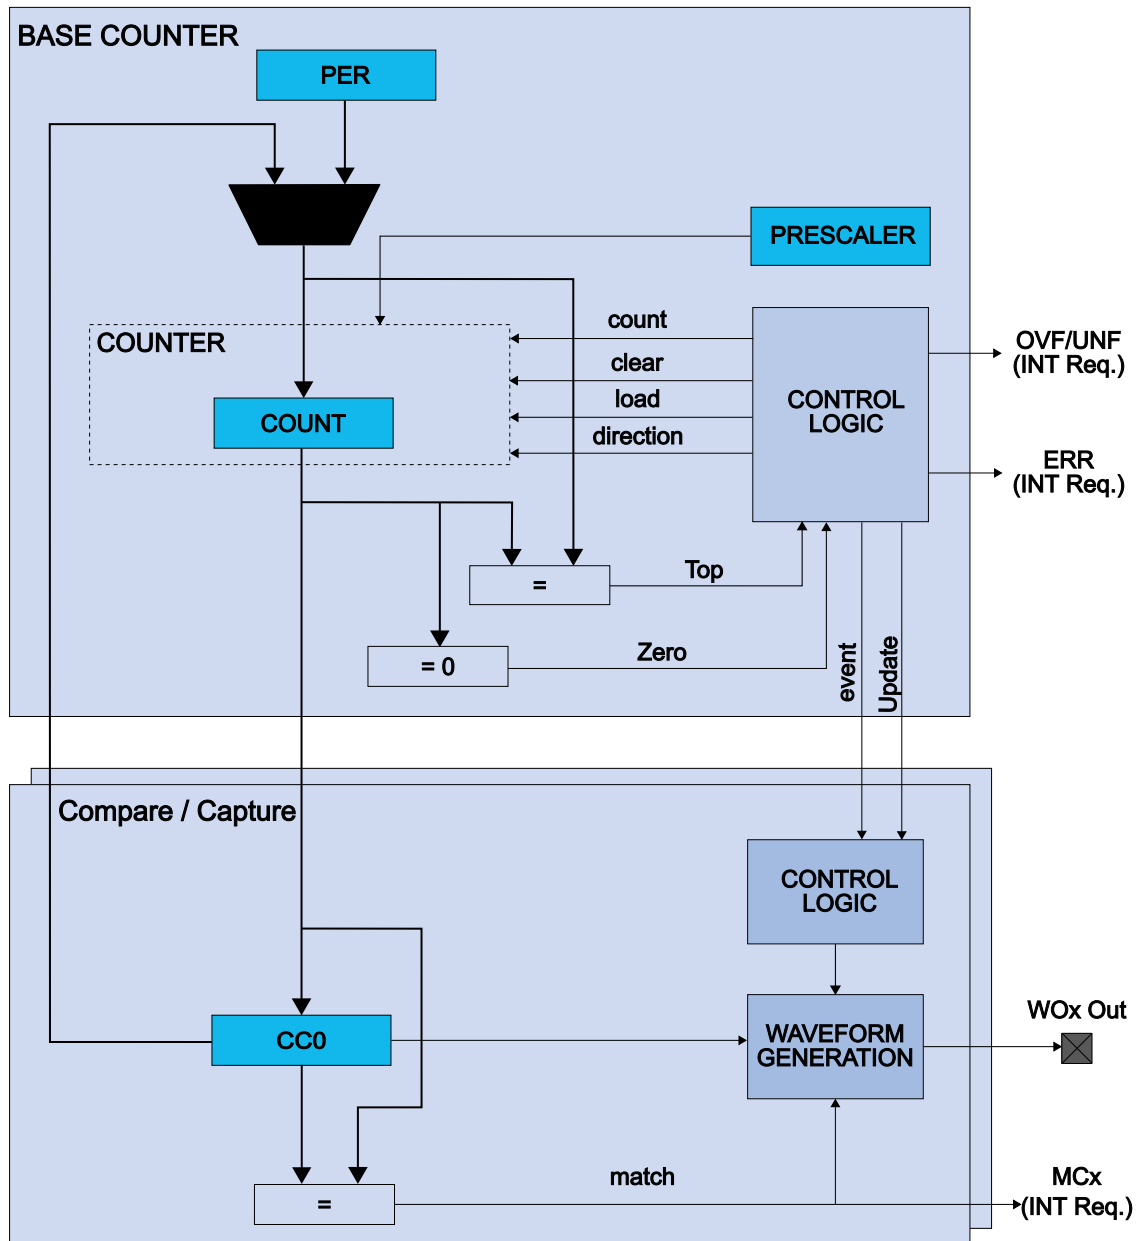 BASE COUNTER
PER
PRESCALER
COUNTER
COUNT
count
clear
load
direction
CONTROL
LOGIC
OVF/UNF
(INT Req.)
ERR
(INT Req.)
=
Top
= 0
Zero
event
Update
Compare / Capture
CONTROL
LOGIC
CC0
WAVEFORM
GENERATION
WOx Out
=
match
MCx
(INT Req.)